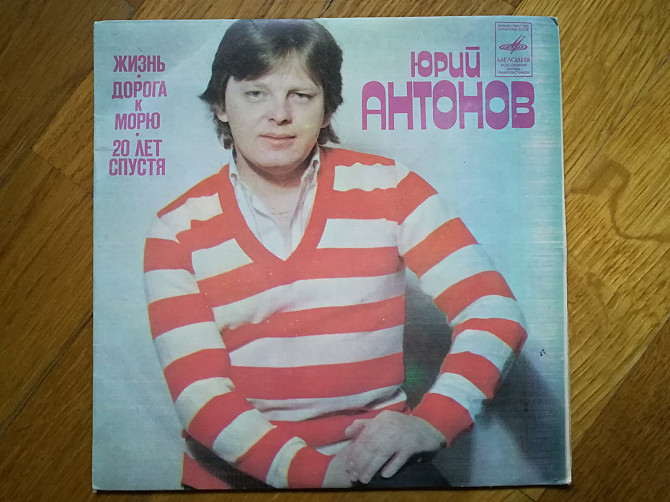 ЖИЗНЬ
•
ДОРОГА
К
МОРЮ
•
20 ЛЕТ
СПУСТЯ
ЮРИЙ
АНТОНОВ
МЕЛОДИЯ